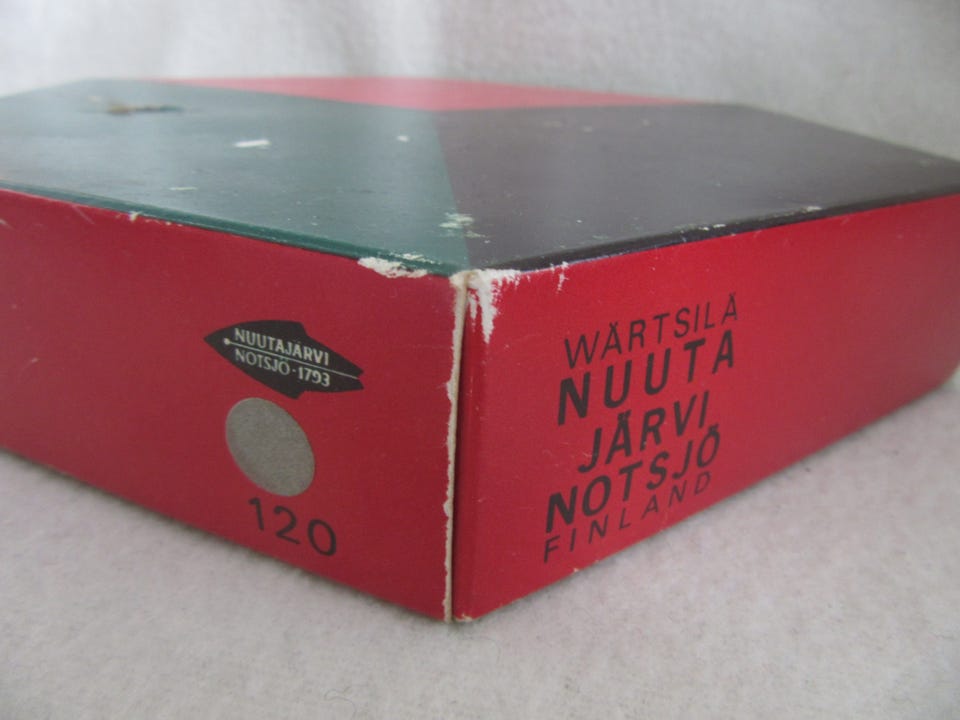 NUUTAJÄRVI
NOTSJÖ-1793
120
WÄRTSILÄ
NUUTA
JÄRVI
NOTSJÖ
FINLAND